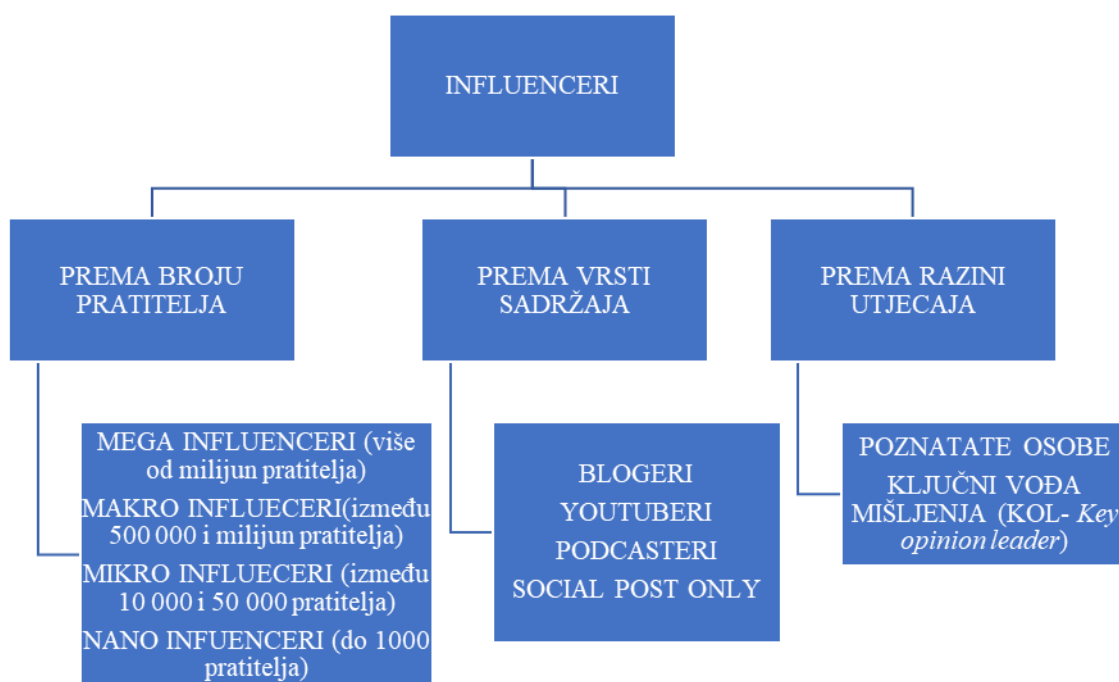 INFLUENCERI
PREMA BROJU
PRATITELJA
MEGA INFLUENCERI (više
od milijun pratitelja)
MAKRO INFLUECERI(između
500 000 i milijun pratitelja)
MIKRO INFLUECERI (između
10 000 i 50 000 pratitelja)
NANO INFUENCERI (do 1000
pratitelja)
PREMA VRSTI
SADRŽAJA
BLOGERI
YOUTUBERI
PODCASTERI
SOCIAL POST ONLY
PREMA RAZINI
UTJECAJA
POZNATATE OSOBE
KLJUČNI VOĐA
MIŠLJENJA (KOL- Key
opinion leader)